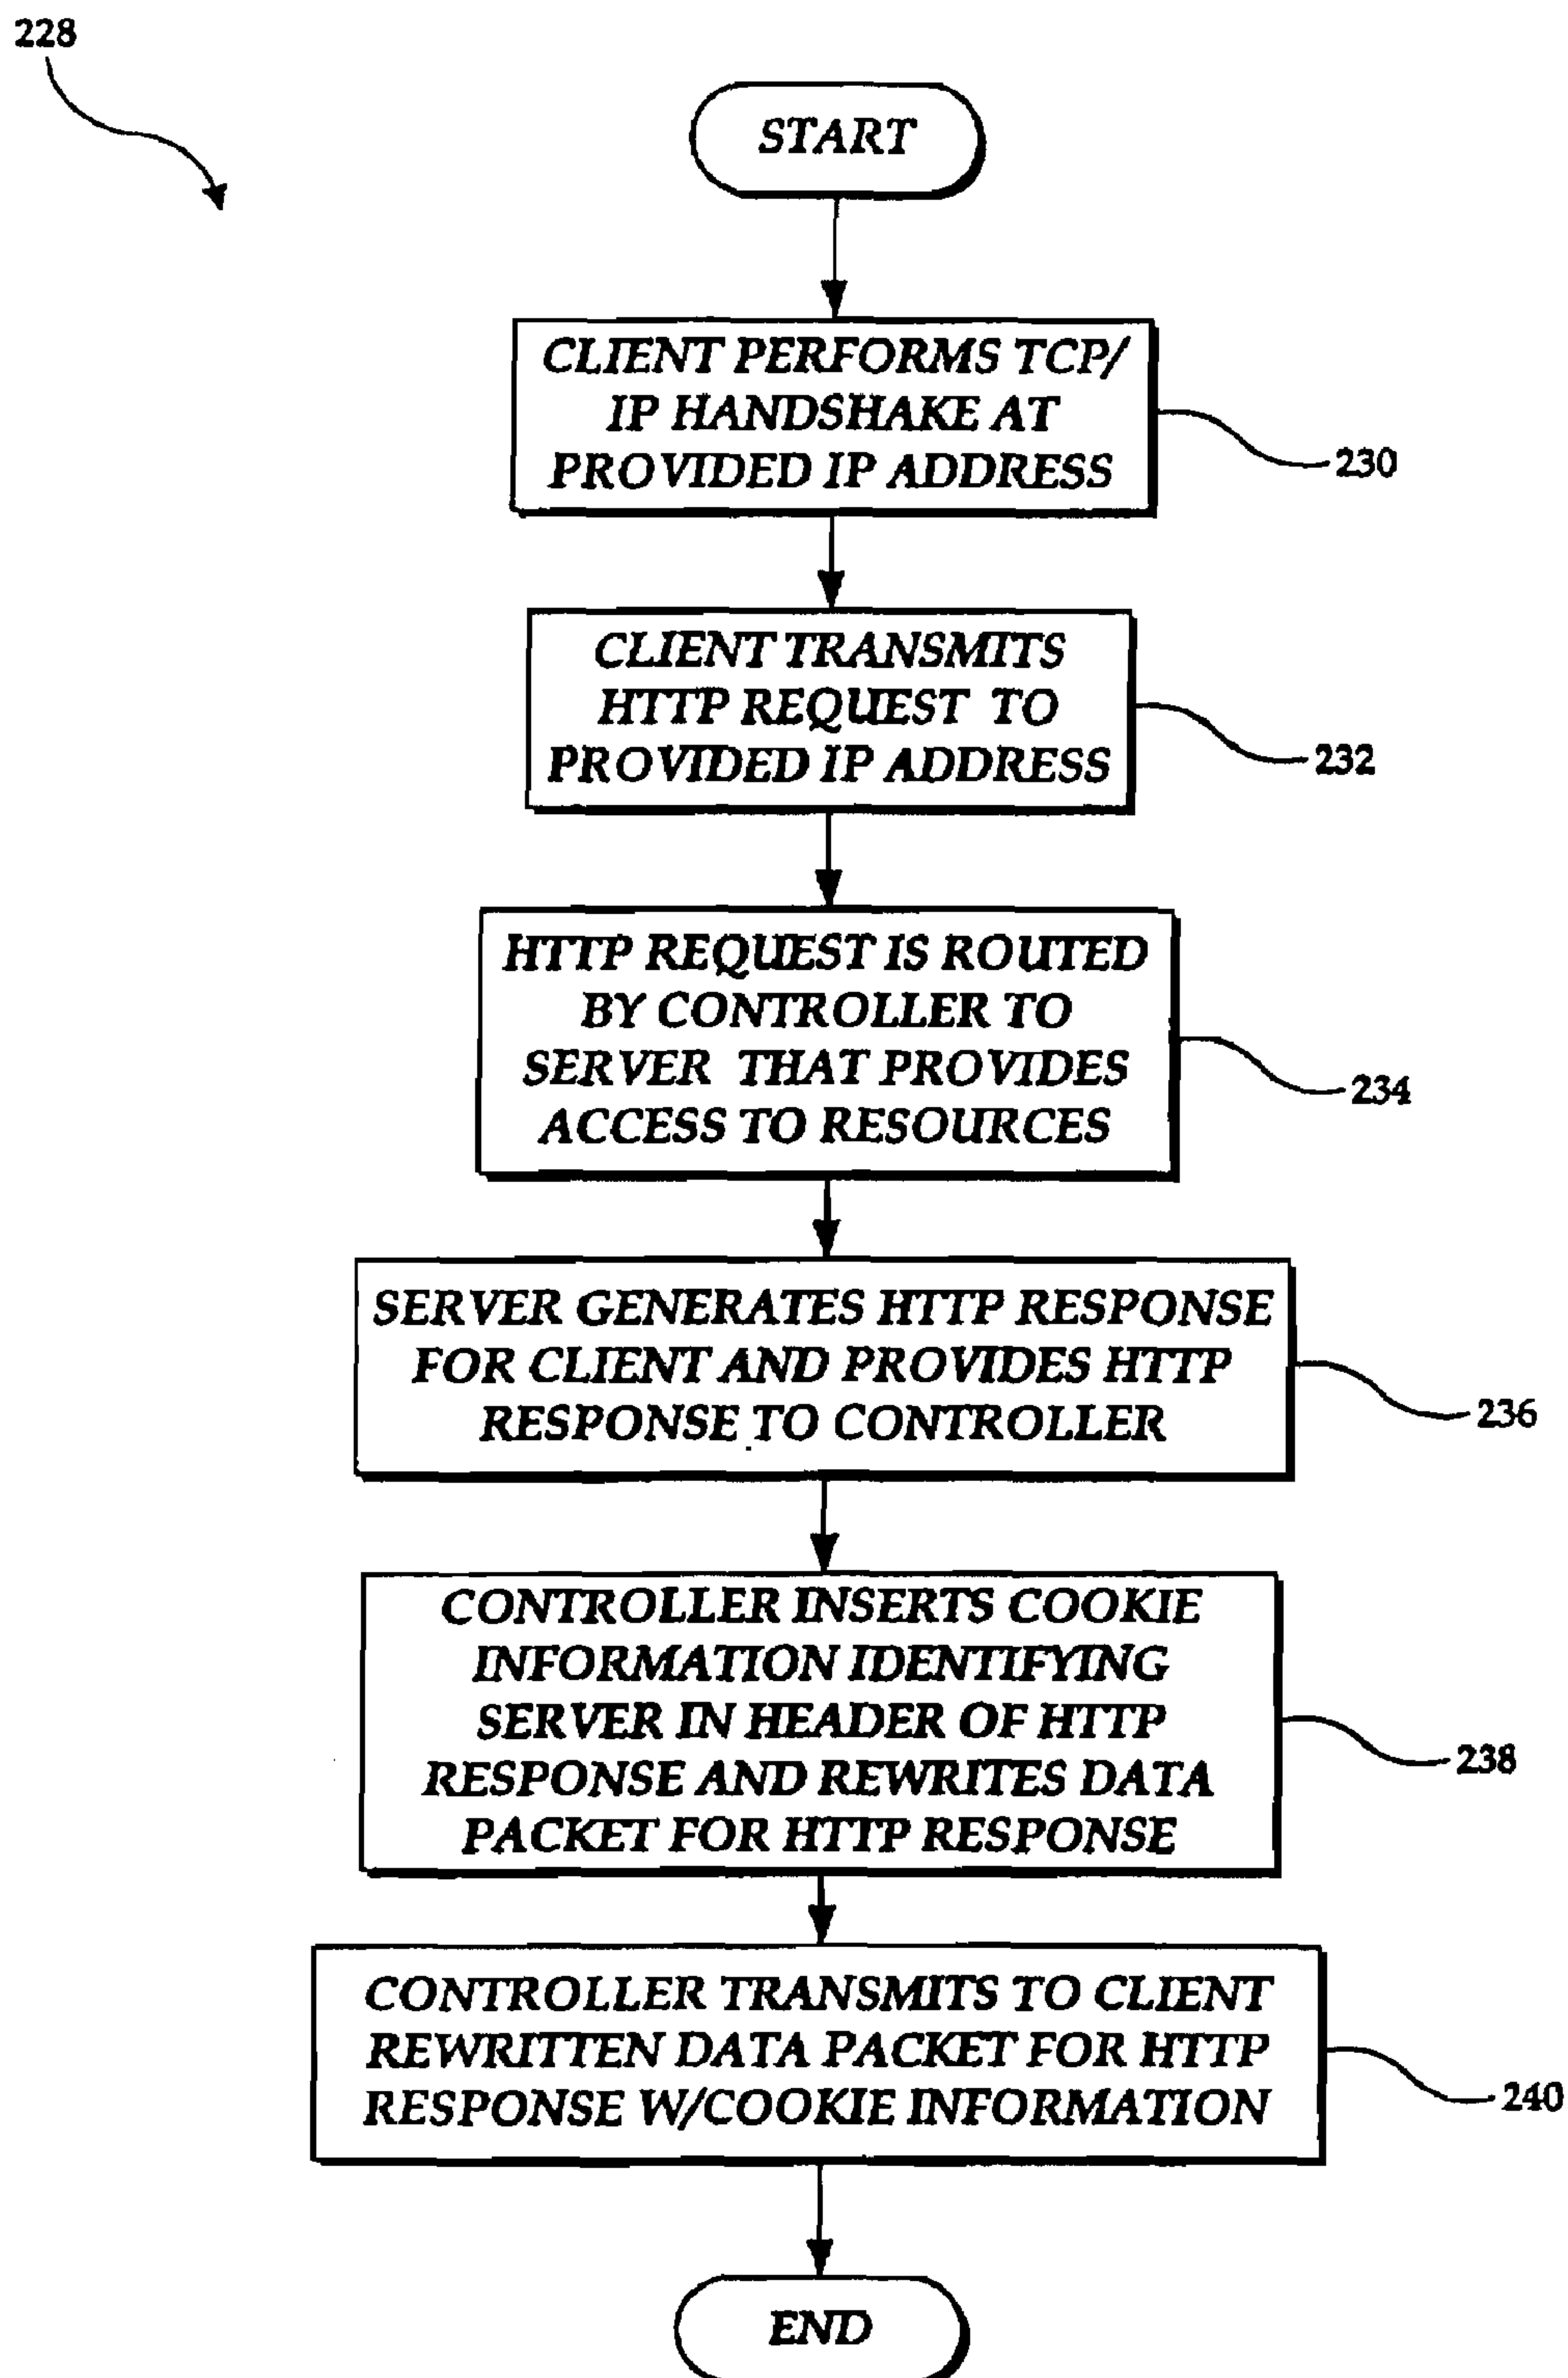 228
START
CLIENT PERFORMS TCP/
IP HANDSHAKE AT
PROVIDED IP ADDRESS
230
CLIENT TRANSMITS
HTTP REQUEST TO
PROVIDED IP ADDRESS
232
HTTP REQUEST IS ROUTED
BY CONTROLLER TO
SERVER THAT PROVIDES
ACCESS TO RESOURCES
234
SERVER GENERATES HTTP RESPONSE
FOR CLIENT AND PROVIDES HTTP
RESPONSE TO CONTROLLER
236
CONTROLLER INSERTS COOKIE
INFORMATION IDENTIFYING
SERVER IN HEADER OF HTTP
RESPONSE AND REWRITES DATA
PACKET FOR HTTP RESPONSE
238
CONTROLLER TRANSMITS TO CLIENT
REWRITTEN DATA PACKET FOR HTTP
RESPONSE W/COOKIE INFORMATION
240
END